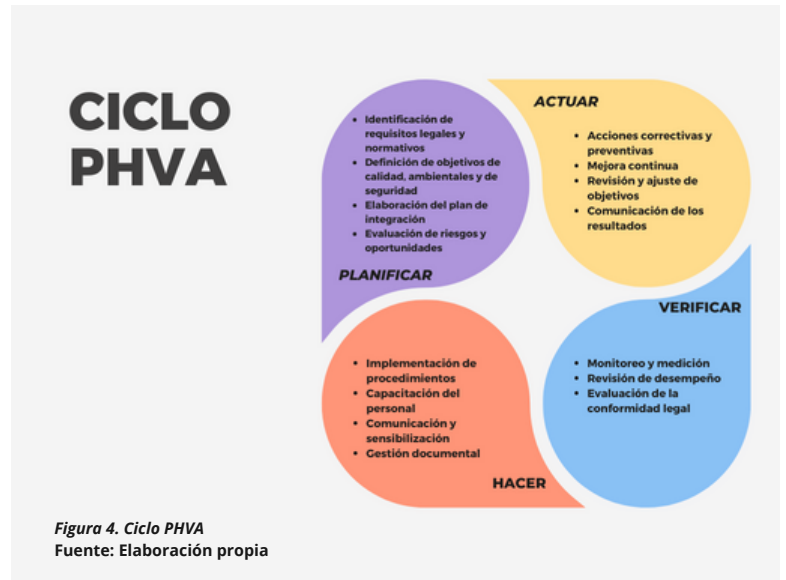 CICLO
PHVA
• Identificación de
requisitos legales y
normativos
• Definición de objetivos de
calidad, ambientales y de
seguridad
• Elaboración del plan de
integración
• Evaluación de riesgos y
oportunidades
PLANIFICAR
ACTUAR
• Acciones correctivas y
preventivas
• Mejora continua
• Revisión y ajuste de
objetivos
• Comunicación de los
resultados
• Implementación de
procedimientos
• Capacitación del
personal
• Comunicación y
sensibilización
• Gestión documental
HACER
VERIFICAR
• Monitoreo y medición
• Revisión de desempeño
• Evaluación de la
conformidad legal
Figura 4. Ciclo PHVA
Fuente: Elaboración propia